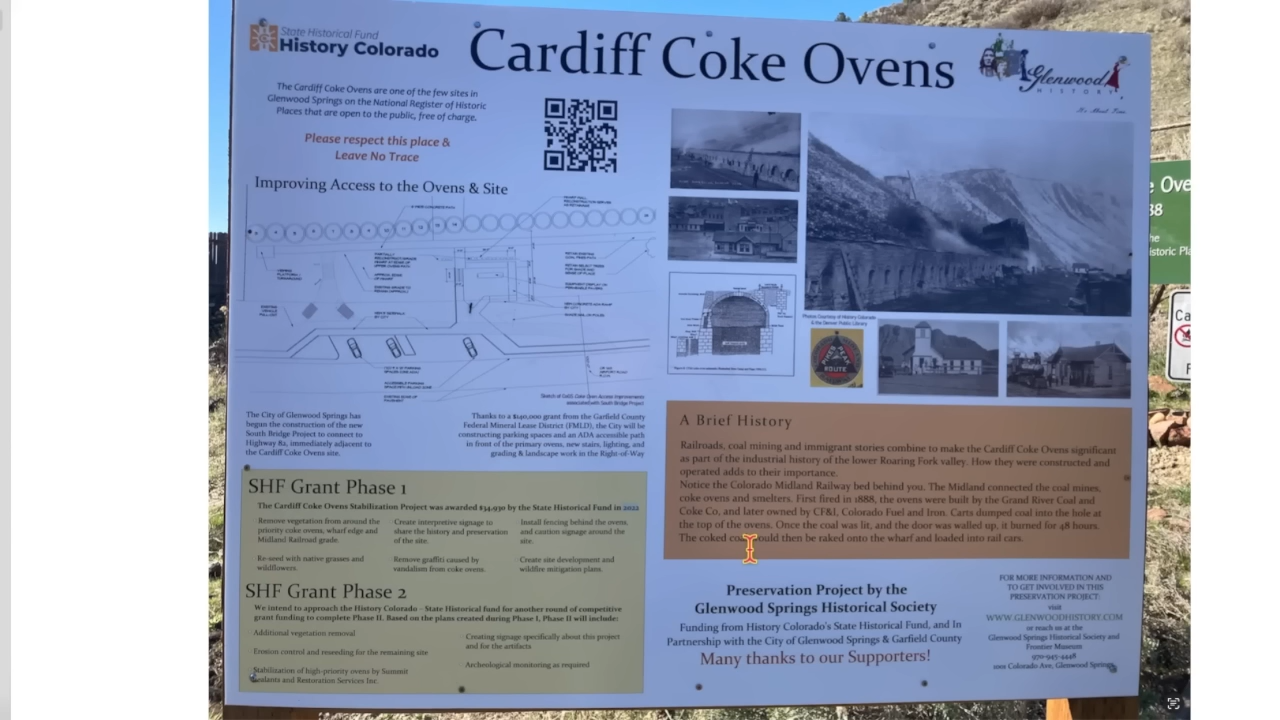 State Historical Fund
History Colorado
Cardiff Coke Ovens
Glenwood
HISTORY
The Cardiff Coke Ovens are one of the few sites in
Glenwood Springs on the National Register of Historic
Places that are open to the public, free of charge.
Please respect this place &
Leave No Trace
Improving Access to the Ovens & Site
Photos Courtesy of History Colorado
& the Denver Public Library
ROUTE
The City of Glenwood Springs has
begun the construction of the new
South Bridge Project to connect to
Highway 82, immediately adjacent to
the Cardiff Coke Ovens site.
Thanks to a $140,000 grant from the Garfield County
Federal Mineral Lease District (FMLD), the City will be
constructing parking spaces and an ADA accessible path
in front of the primary ovens, new stairs, lighting, and
grading & landscape work in the Right-of-Way
SHF Grant Phase 1
The Cardiff Coke Ovens Stabilization Project was awarded $34,930 by the State Historical Fund in 2022
Remove vegetation from around the
priority coke ovens, wharf edge and
Midland Railroad grade.
Create interpretive signage to
share the history and preservation
of the site.
Install fencing behind the ovens,
and caution signage around the
site.
Re-seed with native grasses and
wildflowers.
Remove graffiti caused by
vandalism from coke ovens.
Create site development and
wildfire mitigation plans.
SHF Grant Phase 2
We intend to approach the History Colorado - State Historical fund for another round of competitive
grant funding to complete Phase II. Based on the plans created during Phase I, Phase II will include:
Additional vegetation removal
Creating signage specifically about this project
and for the artifacts
Erosion control and reseeding for the remaining site
Archeological monitoring as required
Stabilization of high-priority ovens by Summit
Sealants and Restoration Services Inc.
A Brief History
Railroads, coal mining and immigrant stories combine to make the Cardiff Coke Ovens significant
as part of the industrial history of the lower Roaring Fork valley. How they were constructed and
operated adds to their importance.
Notice the Colorado Midland Railway bed behind you. The Midland connected the coal mines,
coke ovens and smelters. First fired in 1888, the ovens were built by the Grand River Coal and
Coke Co, and later owned by CF&I, Colorado Fuel and Iron. Carts dumped coal into the hole at
the top of the ovens. Once the coal was lit, and the door was walled up, it burned for 48 hours.
The coked could then be raked onto the wharf and loaded into rail cars.
Preservation Project by the
Glenwood Springs Historical Society
Funding from History Colorado's State Historical Fund, and In
Partnership with the City of Glenwood Springs & Garfield County
Many thanks to our Supporters!
FOR MORE INFORMATION AND
TO GET INVOLVED IN THIS
PRESERVATION PROJECT:
visit
WWW.GLENWOODHISTORY.COM
or reach us at the
Glenwood Springs Historical Society and
Frontier Museum
970-945-4448
1001 Colorado Ave, Glenwood Springs
e Ove
88
he
istoric Pla
Ca